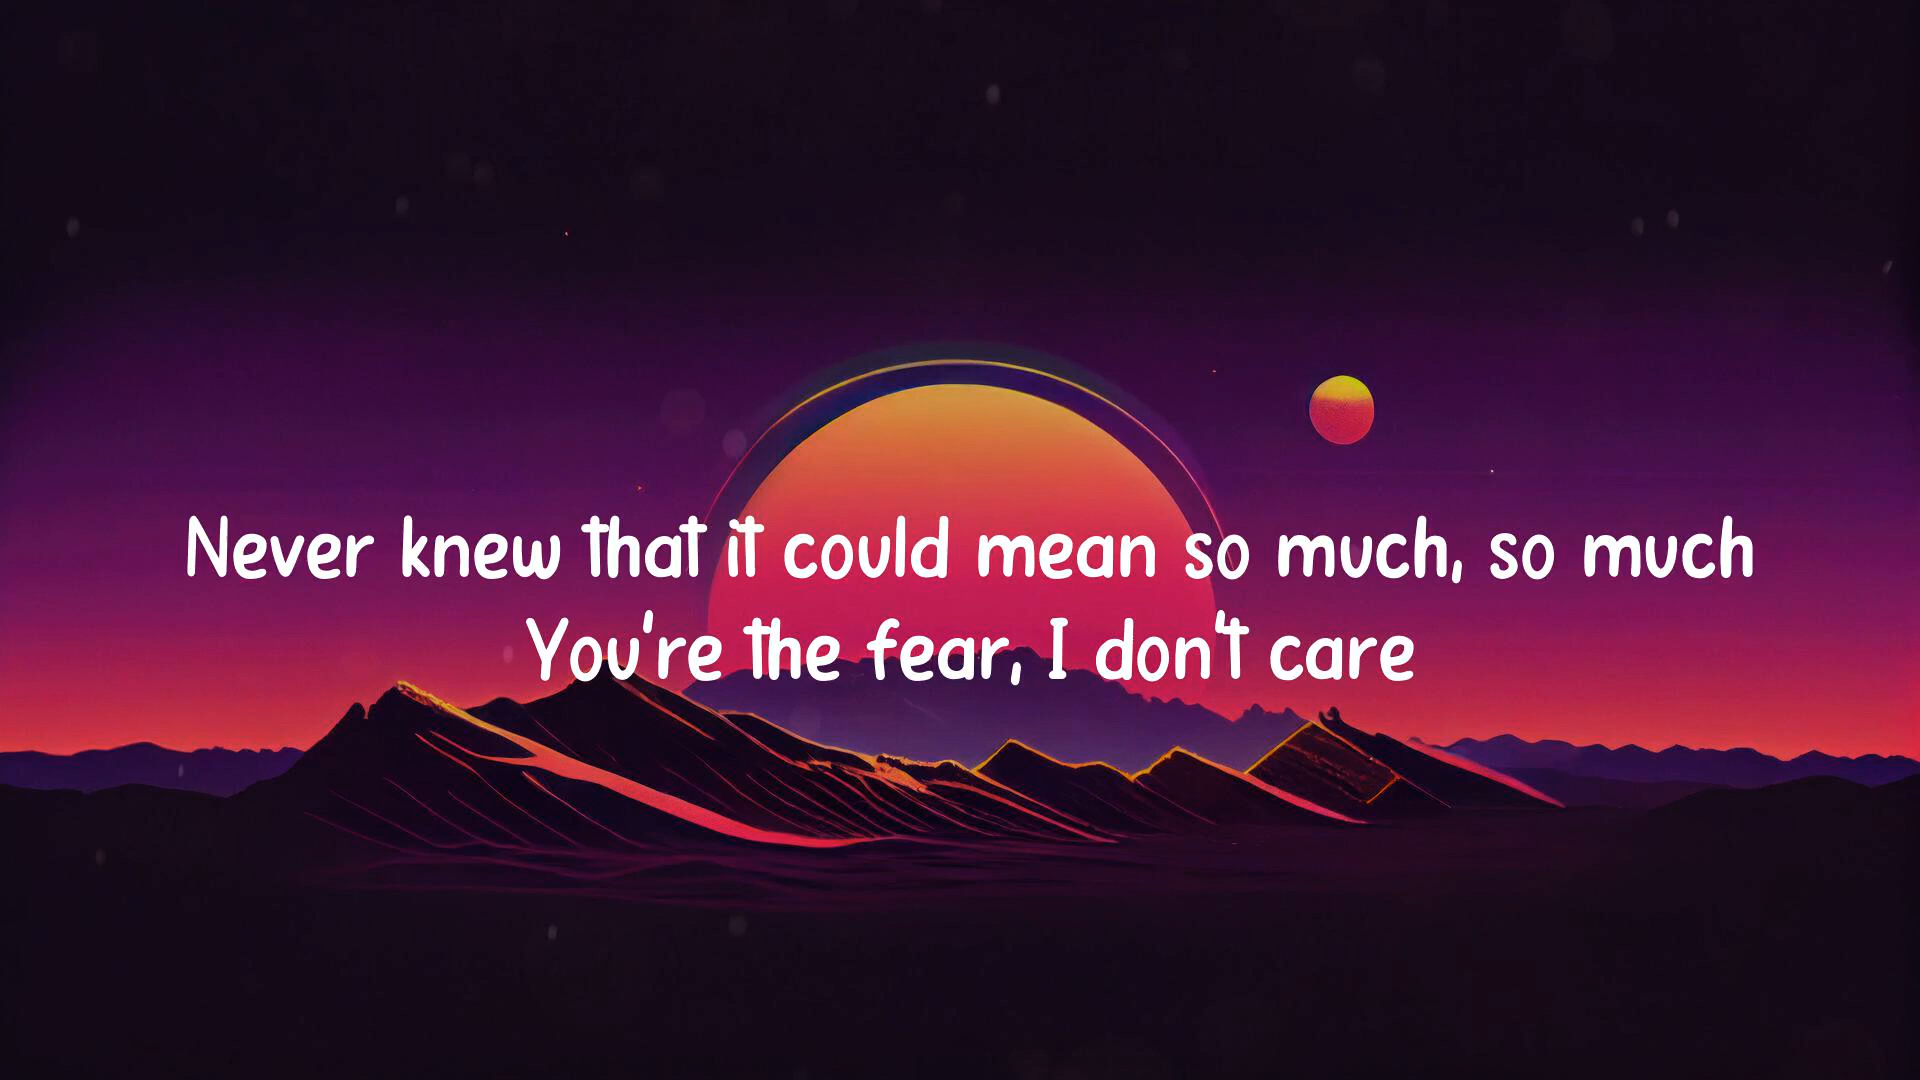 Never knew that it could mean so much, so much
You're the fear, I don't care